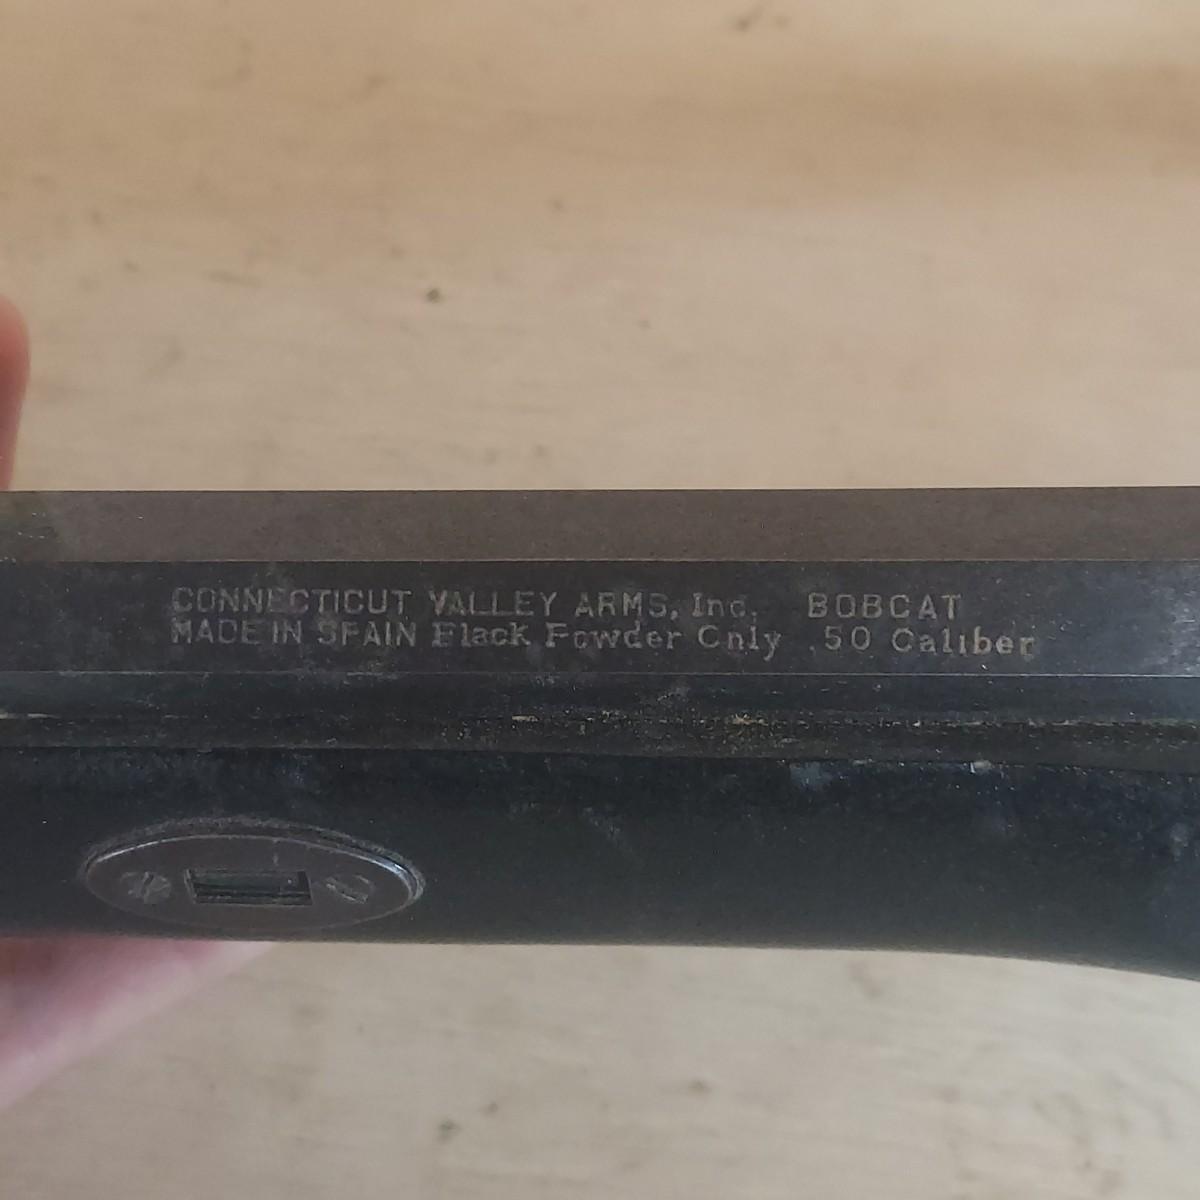 CONNECTICUT VALLEY ARMS, Inc. BOBCAT
MADE IN SPAIN Black Powder Only .50 Caliber